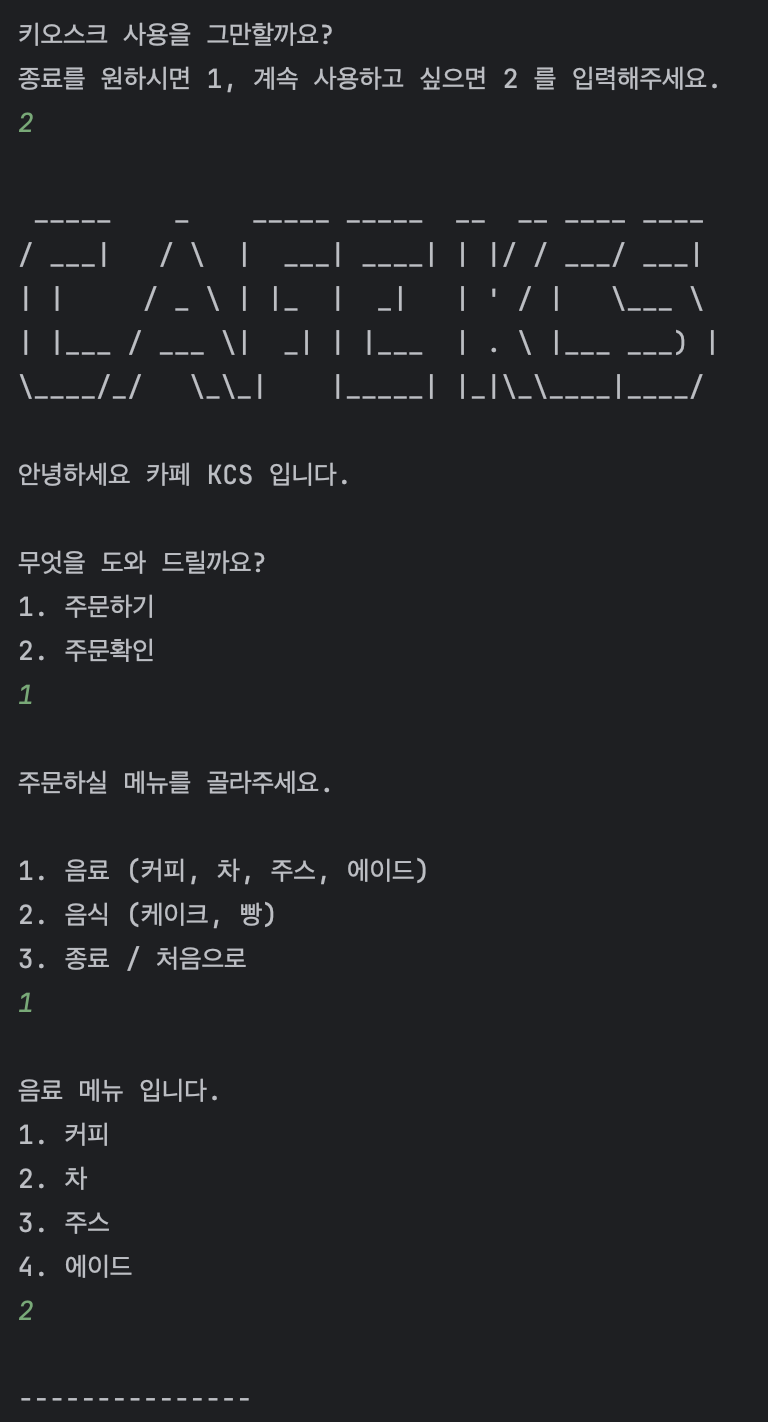 키오스크 사용을 그만할까요?
종료를 원하시면 1, 계속 사용하고 싶으면 2 를 입력해주세요.
2
  _____    _    _____ _____  __  __ ____ ____
/ ___|   / \  |  ___| ____| | |/ / ___/ ___|
| |     / _ \ | |_  |  _|   | ' / |   \___ \
| |___ / ___ \|  _| | |___  | . \ |___ ___) |
\____/_/   \_\_|    |_____| |_|\_\____|____/
안녕하세요 카페 KCS 입니다.
무엇을 도와 드릴까요?
1. 주문하기
2. 주문확인
1
주문하실 메뉴를 골라주세요.
1. 음료 (커피, 차, 주스, 에이드)
2. 음식 (케이크, 빵)
3. 종료 / 처음으로
1
음료 메뉴 입니다.
1. 커피
2. 차
3. 주스
4. 에이드
2
---------------